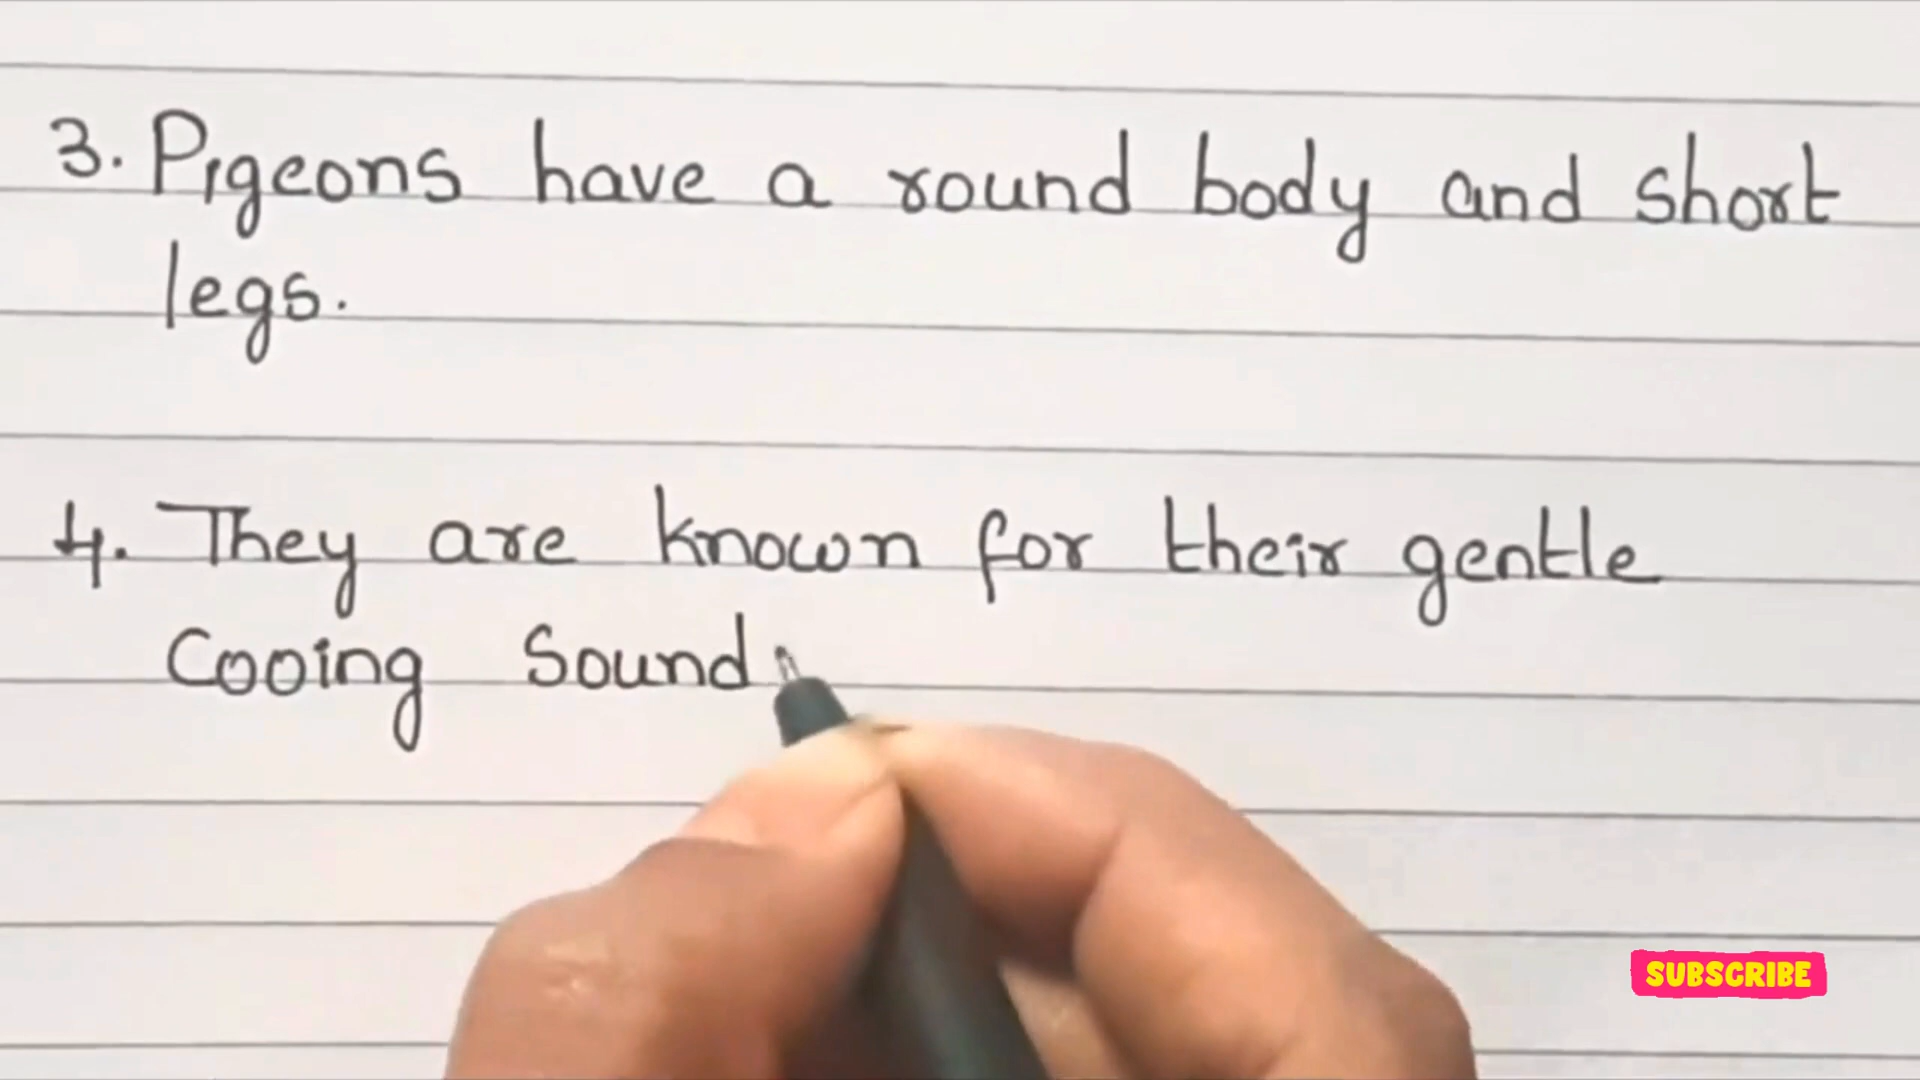 3. Pigeons have a round body and short
legs.
4. They are known for their gentle
Cooing Sound
SUBSCRIBE